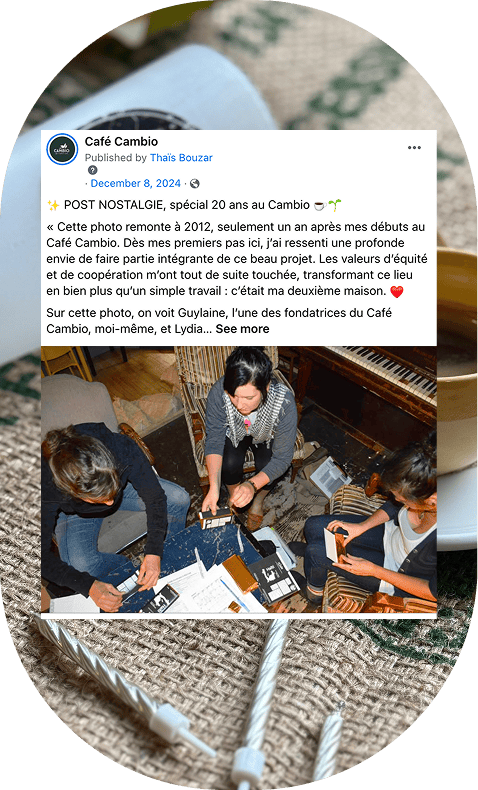 CAMBIO
Café Cambio
Published by Thaïs Bouzar
· December 8, 2024 ·
✨ POST NOSTALGIE, spécial 20 ans au Cambio ☕🌱
« Cette photo remonte à 2012, seulement un an après mes débuts au
Café Cambio. Dès mes premiers pas ici, j'ai ressenti une profonde
envie de faire partie intégrante de ce beau projet. Les valeurs d'équité
et de coopération m'ont tout de suite touchée, transformant ce lieu
en bien plus qu'un simple travail : c'était ma deuxième maison. ❤️
Sur cette photo, on voit Guylaine, l'une des fondatrices du Café
Cambio, moi-même, et Lydia... See more